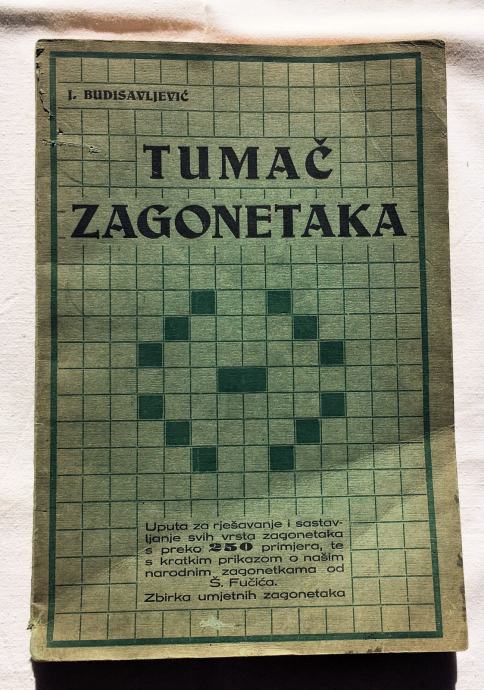 J. BUDISAVLJEVIĆ
TUMAČ
ZAGONETAKA
Uputa za rješavanje i sastav-
ljanje svih vrsta zagonetaka
s preko 250 primjera, te
s kratkim prikazom o našim
narodnim zagonetkama od
Š. Fučića.
Zbirka umjetnih zagonetaka